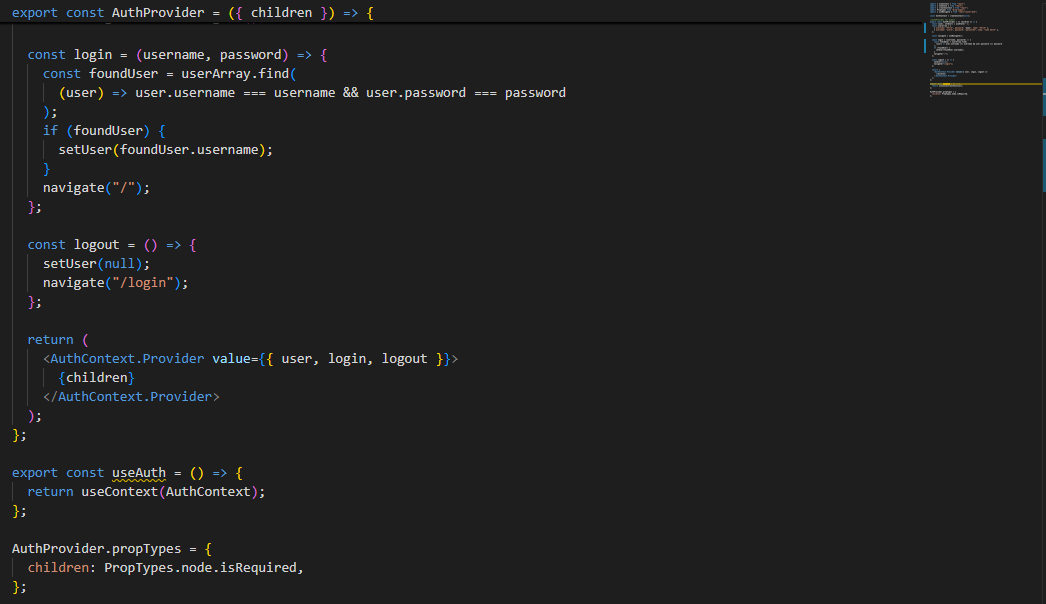 export const AuthProvider = ({ children }) => {
const login = (username, password) => {
const foundUser = userArray.find(
(user) => user.username === username && user.password === password
);
if (foundUser) {
setUser(foundUser.username);
}
navigate("/");
};
const logout = () => {
setUser(null);
navigate("/login");
};
return (
<AuthContext.Provider value={{ user, login, logout }}>
{children}
</AuthContext.Provider>
);
};
export const useAuth = () => {
return useContext(AuthContext);
};
AuthProvider.propTypes = {
children: PropTypes.node.isRequired,
};